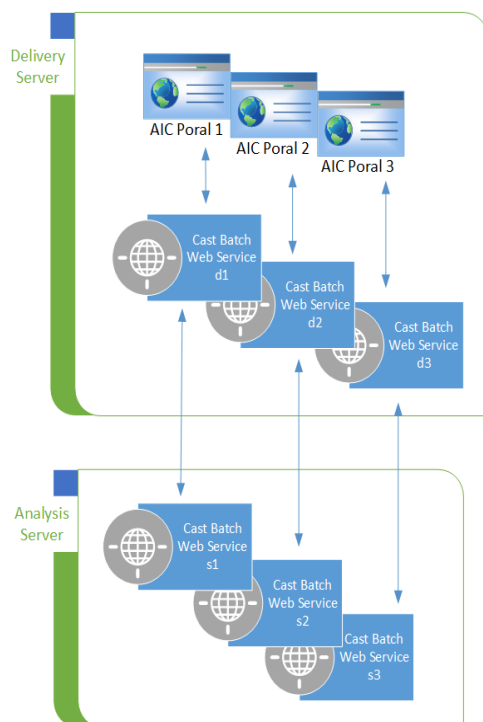 Delivery
Server
AIC Poral 1
AIC Poral 2
AIC Poral 3
Cast Batch
Web Service
d1
Cast Batch
Web Service
d2
Cast Batch
Web Service
d3
Analysis
Server
Cast Batch
Web Service
s1
Cast Batch
Web Service
s2
Cast Batch
Web Service
s3